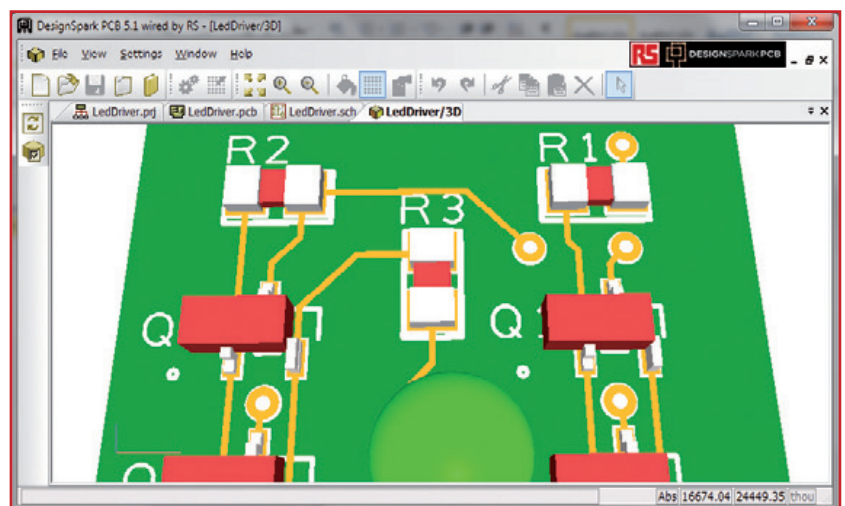 DesignSpark PCB 5.1 wired by RS - [LedDriver/3D]
File View Settings Window Help
RS DESIGNSPARK PCB
LedDriver.prj LedDriver.pcb LedDriver.sch LedDriver/3D
R2 R1
R3
Q Q
Q
Abs 16674.04 24449.35 thou